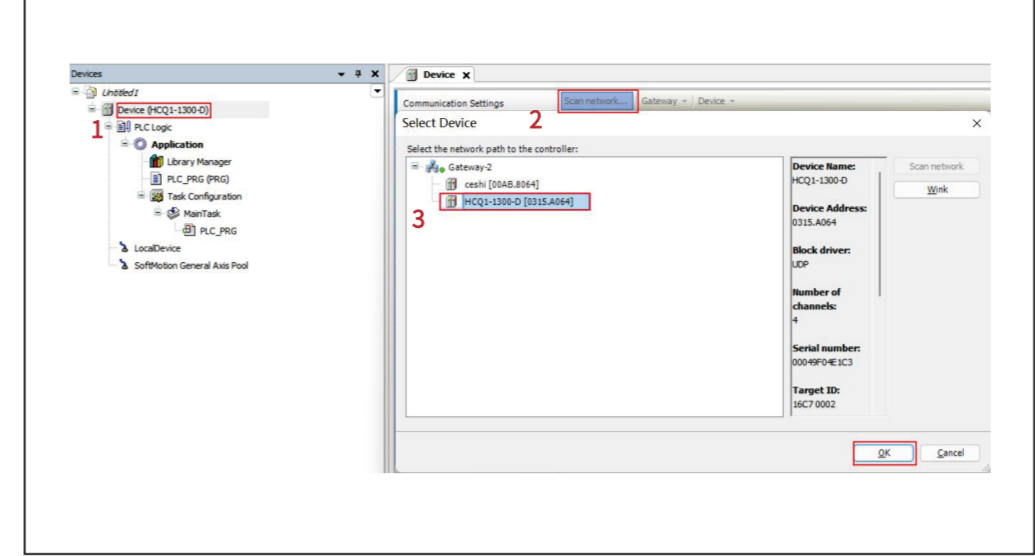 Devices
Untitled1
Device (HCQ1-1300-D)
1
PLC Logic
Application
Library Manager
PLC_PRG (PRG)
Task Configuration
MainTask
PLC_PRG
LocalDevice
SoftMotion General Axis Pool
Device
Communication Settings
Scan network...
Gateway
Device
2
Select Device
Select the network path to the controller:
Gateway-2
ceshi [00AB.8064]
HCQ1-1300-D [0315.A064]
3
Device Name:
HCQ1-1300-D
Device Address:
0315.A064
Block driver:
UDP
Number of
channels:
4
Serial number:
00049F04E1C3
Target ID:
16C7 0002
Scan network
Wink
OK
Cancel